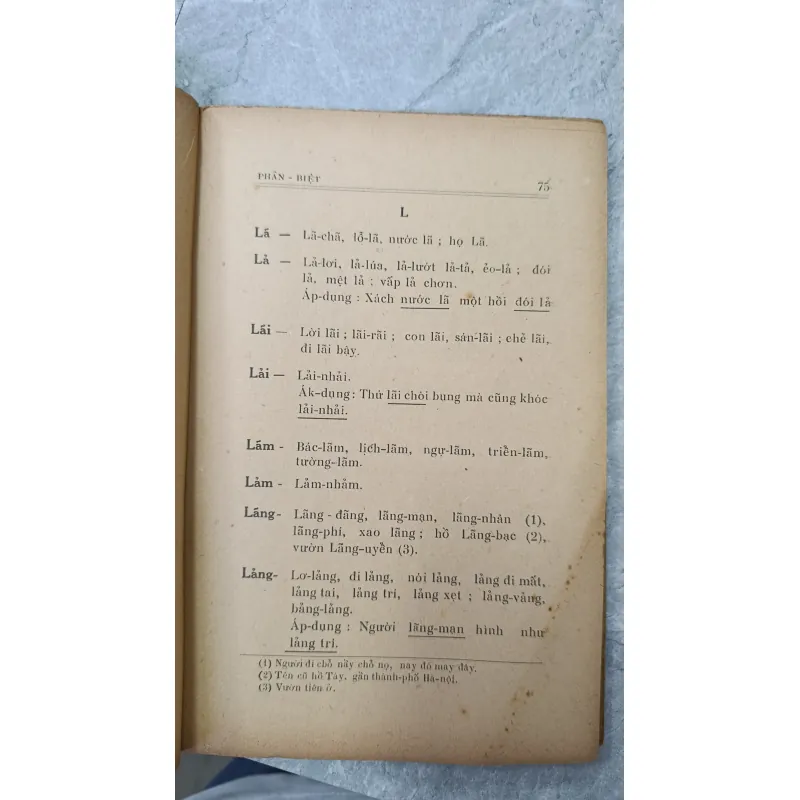 PHÂN - BIỆT 75
L
Lã — Lã-chã, lỗ-lã, nước lã ; họ Lã.
Lả — Lả-lơi, lả-lúa, lả-lướt lả-tả, ẻo-lả ; đói
lả, mệt lả ; vấp lả chơn.
Áp-dụng : Xách nước lã một hồi đói lả
Lãi — Lời lãi ; lãi-rãi ; con lãi, sán-lãi ; chẻ lãi,
đi lãi bậy.
Lải — Lải-nhải.
Ák-dụng : Thứ lãi chòi bụng mà cũng khóc
lải-nhải.
Lãm - Bác-lãm, lịch-lãm, ngự-lãm, triển-lãm,
tường-lãm.
Lảm - Lảm-nhảm.
Lãng- Lãng - đãng, lãng-mạn, lãng-nhân (1),
lãng-phí, xao lãng ; hồ Lãng-bạc (2),
vườn Lãng-uyển (3).
Lảng- Lơ-lảng, đi lảng, nói lảng, lảng đi mất,
lảng tai, lảng trí, lảng xẹt ; lảng-vảng,
bảng-lảng.
Áp-dụng : Người lãng-mạn hình như
lảng trí.
(1) Người đi chỗ nầy chỗ nọ, nay đó mai đây.
(2) Tên cũ hồ Tây, gần thành-phố Hà-nội.
(3) Vườn tiên ở.